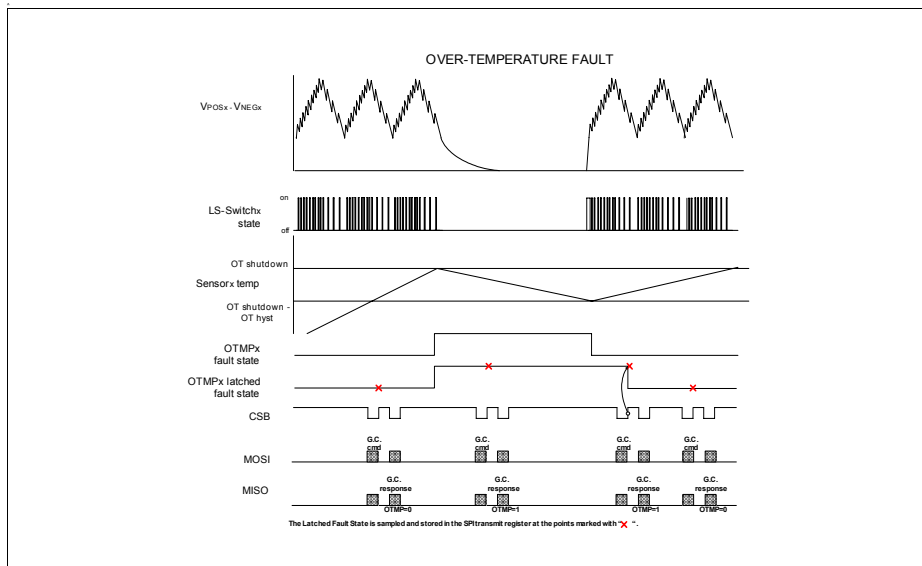 OVER-TEMPERATURE FAULT
VPOSx - VNEGx
on
LS-Switchx
state
off
OT shutdown
Sensorx temp
OT shutdown -
OT hyst
OTMPx
fault state
OTMPx latched
fault state
CSB
G.C. cmd G.C. cmd G.C. cmd G.C. cmd
MOSI
G.C. response G.C. response G.C. response G.C. response
MISO
OTMP=0 OTMP=1 OTMP=1 OTMP=0
The Latched Fault State is sampled and stored in the SPI transmit register at the points marked with "X ".